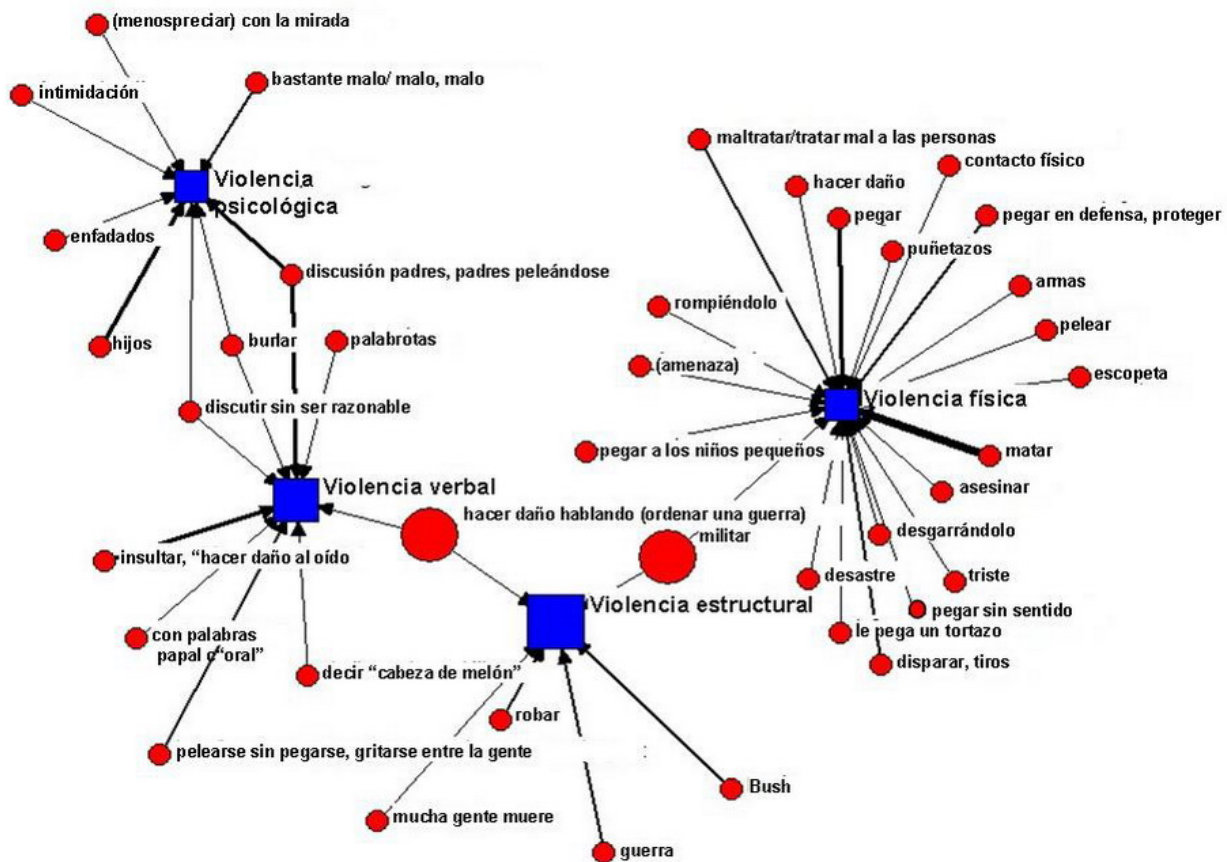 (menospreciar) con la mirada
intimidación
bastante malo/ malo, malo
Violencia
psicológica
enfadados
discusión padres, padres peleándose
hijos
burlar
palabrotas
discutir sin ser razonable
Violencia verbal
insultar, “hacer daño al oído
con palabras
papal c“oral”
decir “cabeza de melón”
pelearse sin pegarse, gritarse entre la gente
hacer daño hablando (ordenar una guerra)
militar
Violencia estructural
robar
mucha gente muere
guerra
Bush
maltratar/tratar mal a las personas
contacto físico
hacer daño
pegar
pegar en defensa, proteger
puñetazos
armas
rompiéndolo
pelear
(amenaza)
escopeta
Violencia física
pegar a los niños pequeños
matar
asesinar
desgarrándolo
desastre
triste
pegar sin sentido
le pega un tortazo
disparar, tiros